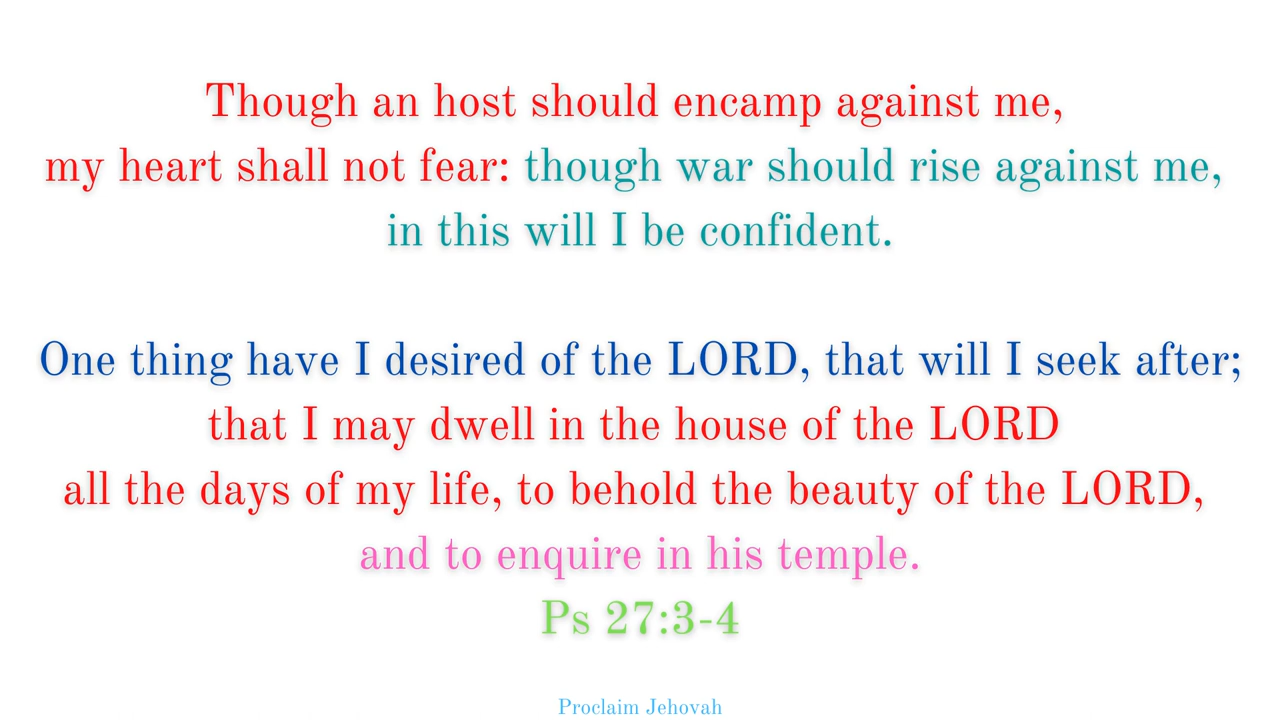 Though an host should encamp against me,
my heart shall not fear: though war should rise against me,
in this will I be confident.
One thing have I desired of the LORD, that will I seek after;
that I may dwell in the house of the LORD
all the days of my life, to behold the beauty of the LORD,
and to enquire in his temple.
Ps 27:3-4
Proclaim Jehovah